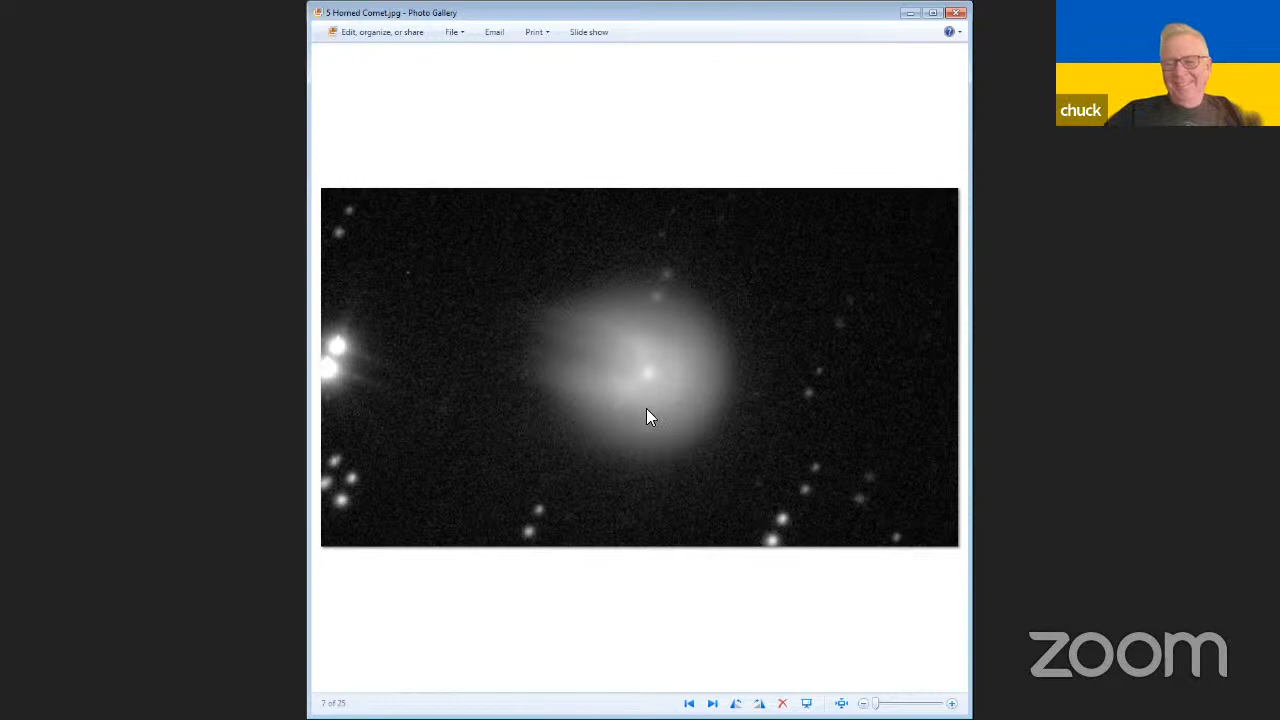 5 Horned Comet.jpg - Photo Gallery
Edit, organize, or share File Email Print Slide show
chuck
zoom
7 of 25